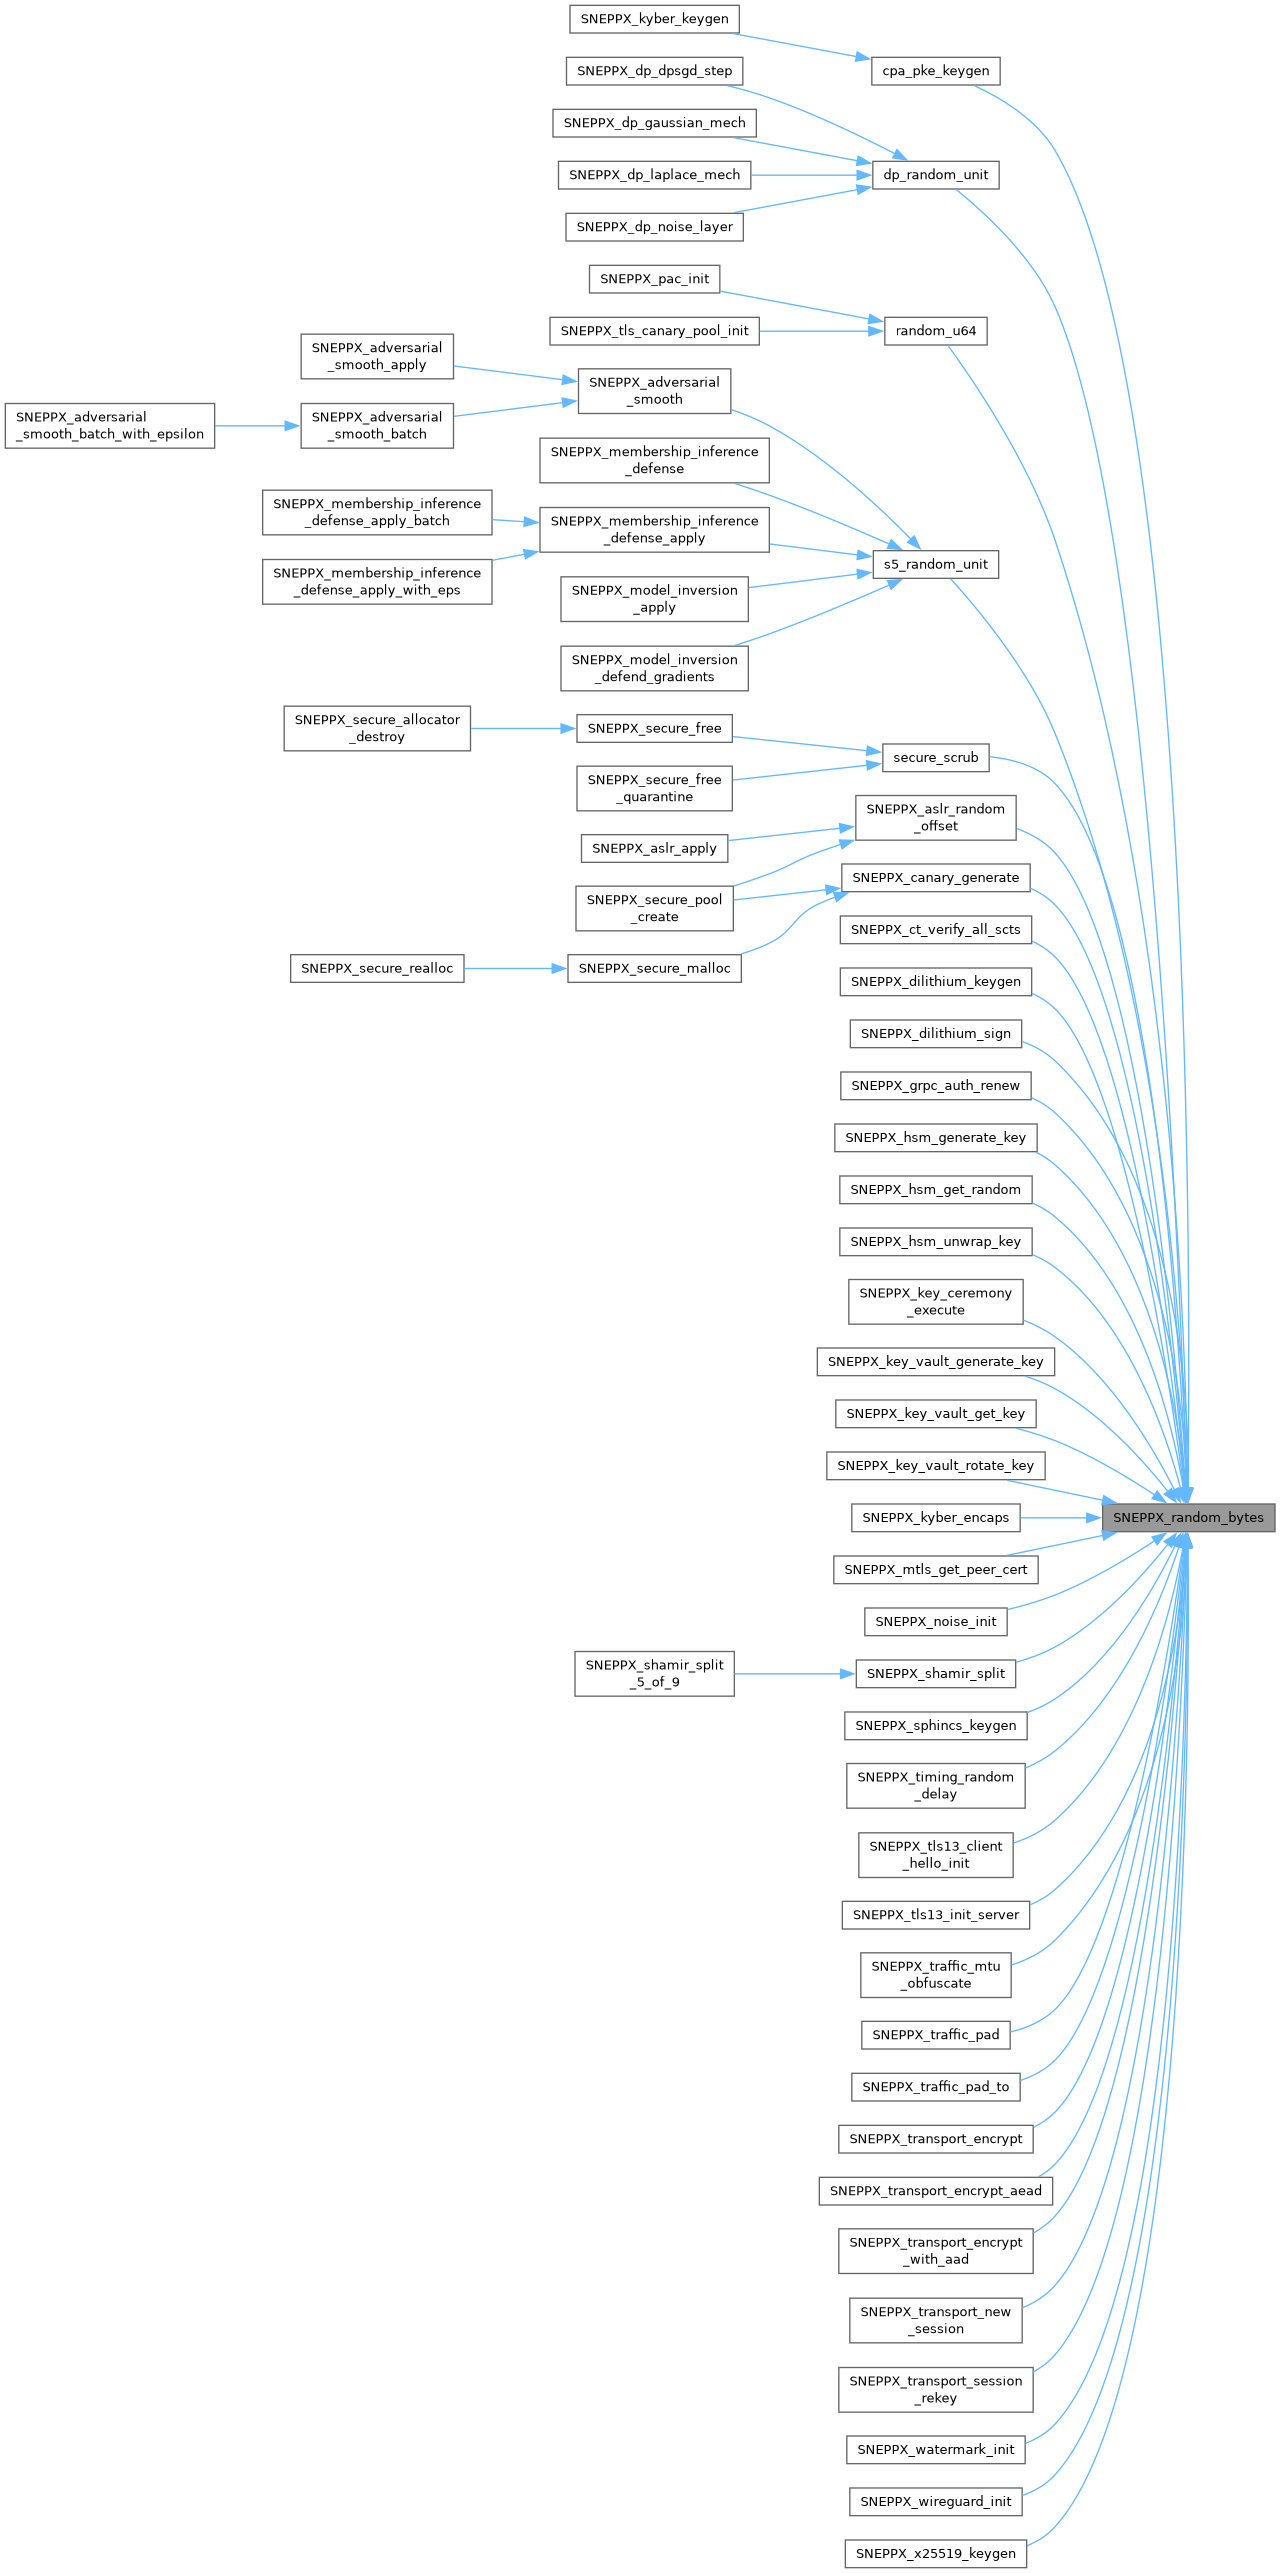 SNEPPX_kyber_keygen
cpa_pke_keygen
SNEPPX_dp_dpsgd_step
SNEPPX_dp_gaussian_mech
SNEPPX_dp_laplace_mech
dp_random_unit
SNEPPX_dp_noise_layer
SNEPPX_pac_init
SNEPPX_tls_canary_pool_init
random_u64
SNEPPX_adversarial
_smooth_apply
SNEPPX_adversarial
_smooth
SNEPPX_adversarial
_smooth_batch_with_epsilon
SNEPPX_adversarial
_smooth_batch
SNEPPX_membership_inference
_defense
SNEPPX_membership_inference
_defense_apply_batch
SNEPPX_membership_inference
_defense_apply
s5_random_unit
SNEPPX_membership_inference
_defense_apply_with_eps
SNEPPX_model_inversion
_apply
SNEPPX_model_inversion
_defend_gradients
SNEPPX_secure_allocator
_destroy
SNEPPX_secure_free
secure_scrub
SNEPPX_secure_free
_quarantine
SNEPPX_aslr_random
_offset
SNEPPX_aslr_apply
SNEPPX_canary_generate
SNEPPX_secure_pool
_create
SNEPPX_ct_verify_all_scts
SNEPPX_secure_realloc
SNEPPX_secure_malloc
SNEPPX_dilithium_keygen
SNEPPX_dilithium_sign
SNEPPX_grpc_auth_renew
SNEPPX_hsm_generate_key
SNEPPX_hsm_get_random
SNEPPX_hsm_unwrap_key
SNEPPX_key_ceremony
_execute
SNEPPX_key_vault_generate_key
SNEPPX_key_vault_get_key
SNEPPX_key_vault_rotate_key
SNEPPX_kyber_encaps
SNEPPX_random_bytes
SNEPPX_mtls_get_peer_cert
SNEPPX_noise_init
SNEPPX_shamir_split
_5_of_9
SNEPPX_shamir_split
SNEPPX_sphincs_keygen
SNEPPX_timing_random
_delay
SNEPPX_tls13_client
_hello_init
SNEPPX_tls13_init_server
SNEPPX_traffic_mtu
_obfuscate
SNEPPX_traffic_pad
SNEPPX_traffic_pad_to
SNEPPX_transport_encrypt
SNEPPX_transport_encrypt_aead
SNEPPX_transport_encrypt
_with_aad
SNEPPX_transport_new
_session
SNEPPX_transport_session
_rekey
SNEPPX_watermark_init
SNEPPX_wireguard_init
SNEPPX_x25519_keygen